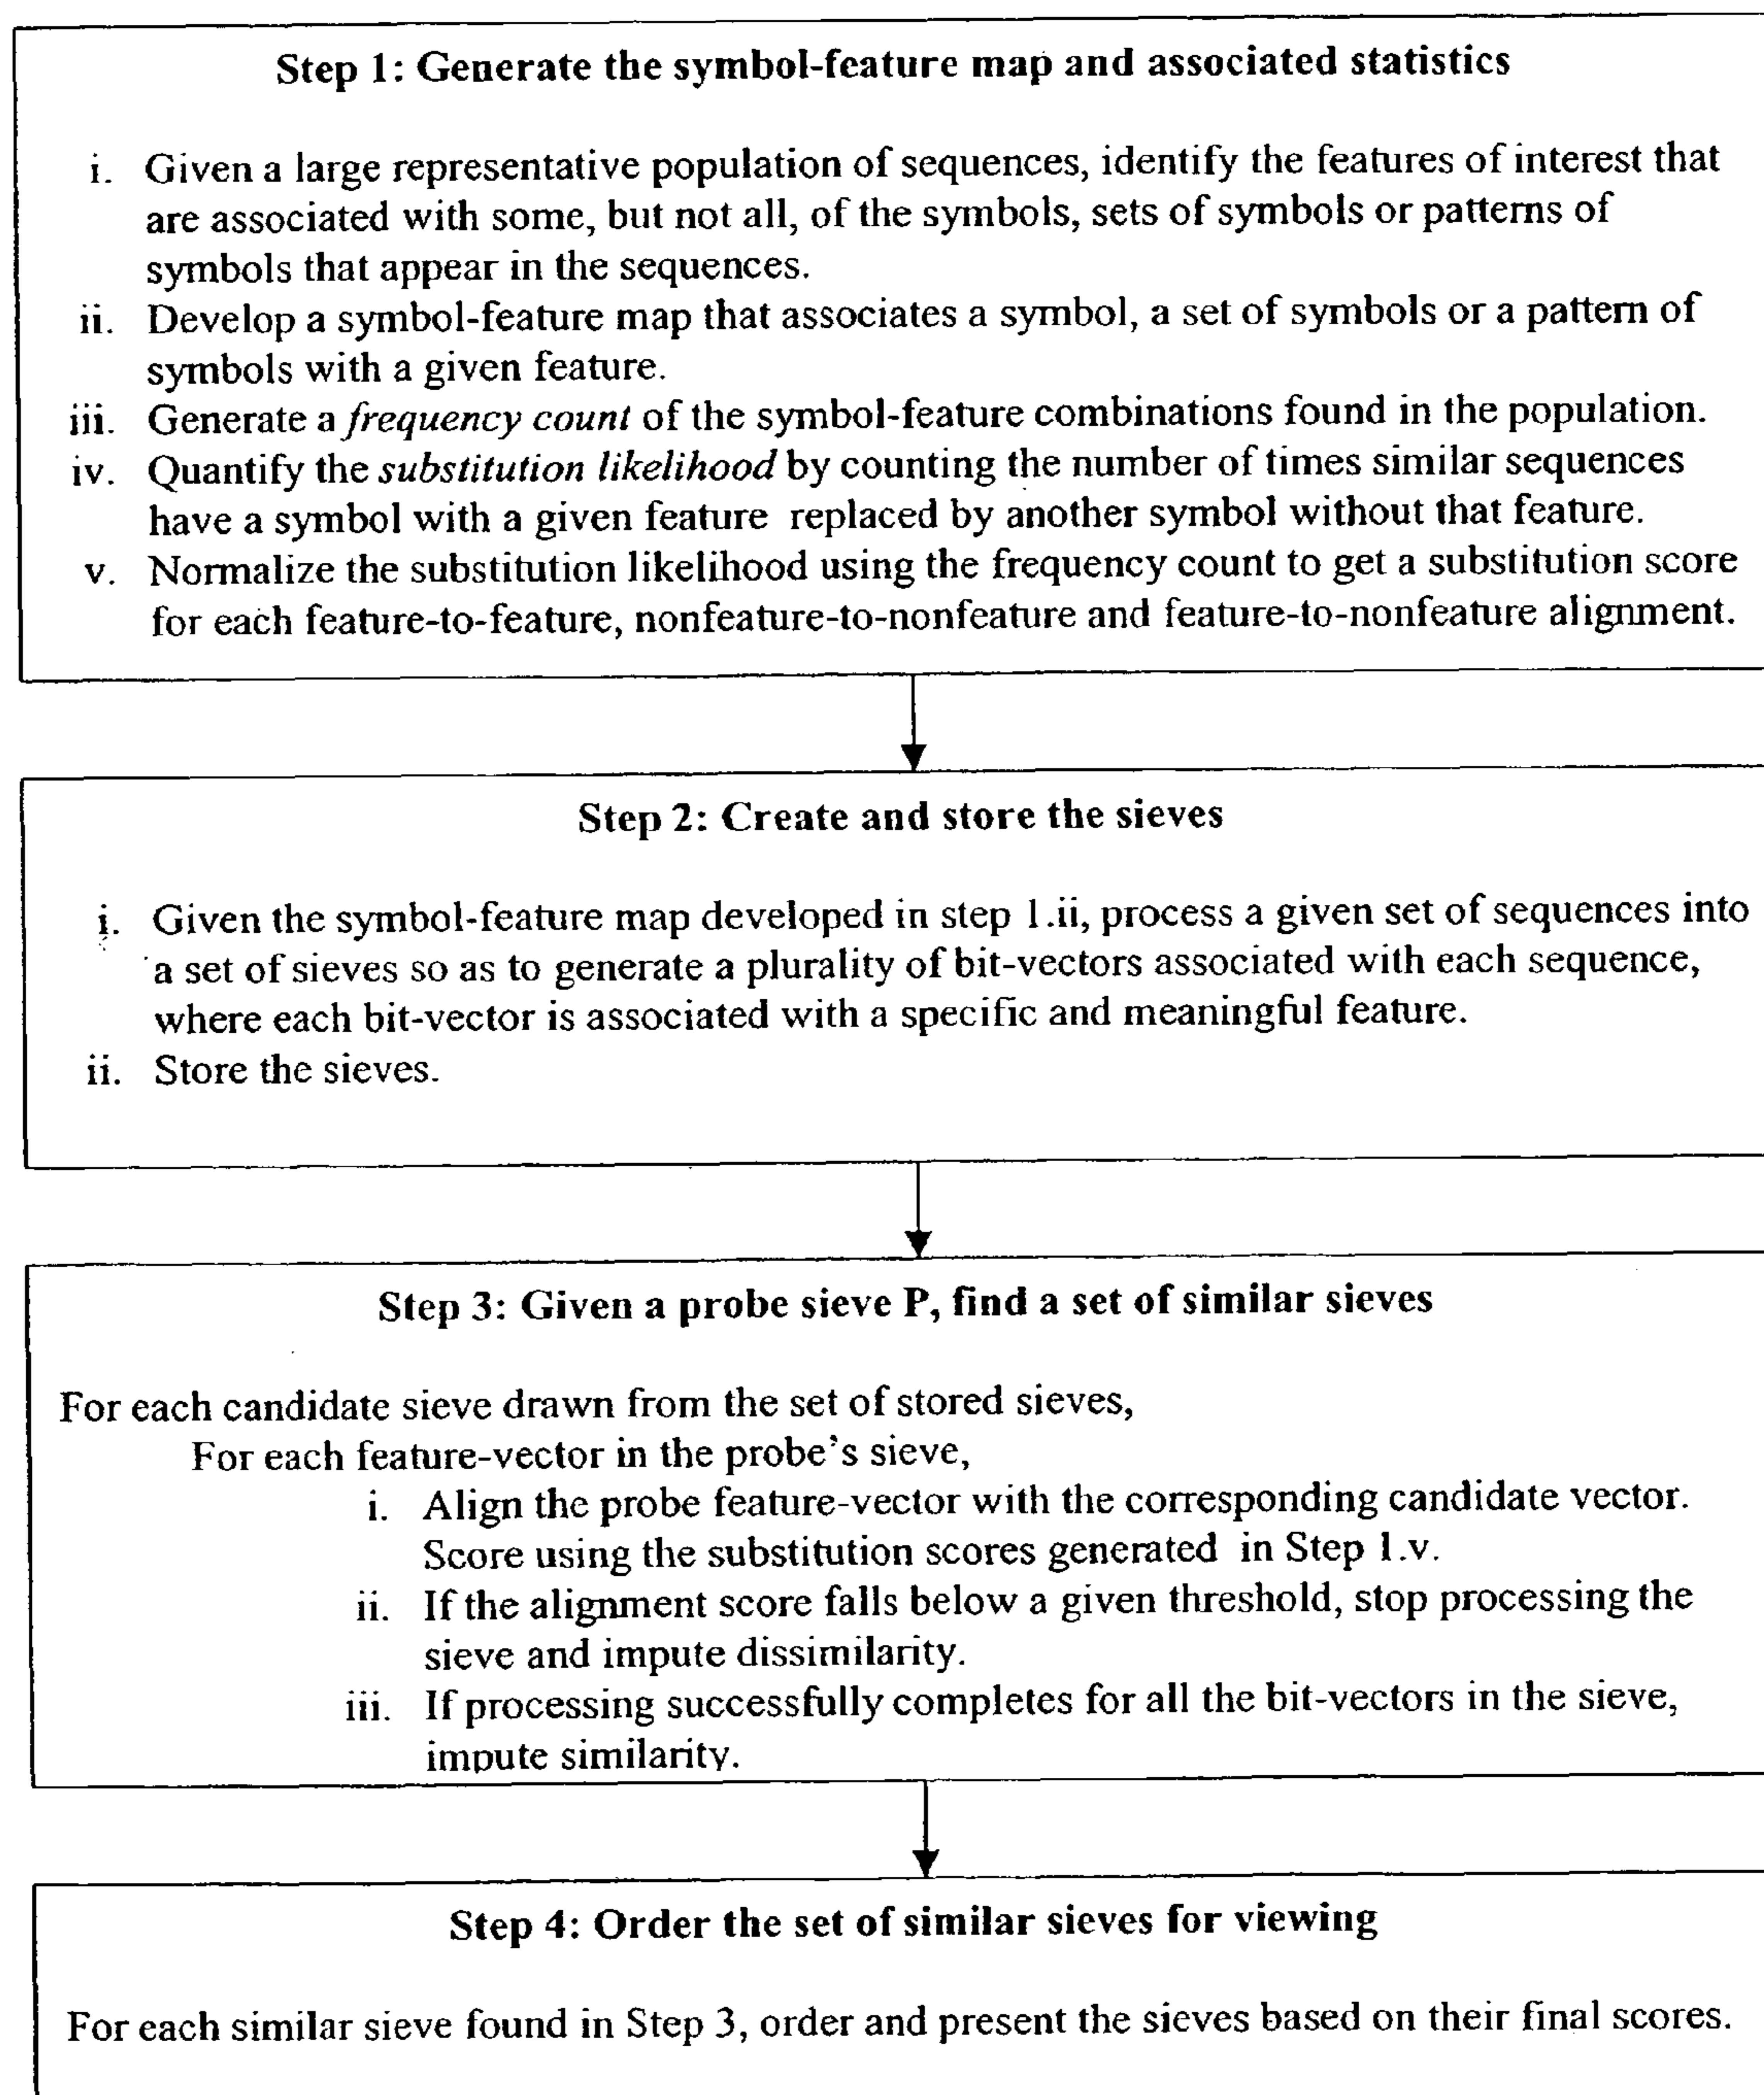 Step 1: Generate the symbol-feature map and associated statistics
i. Given a large representative population of sequences, identify the features of interest that
are associated with some, but not all, of the symbols, sets of symbols or patterns of
symbols that appear in the sequences.
ii. Develop a symbol-feature map that associates a symbol, a set of symbols or a pattern of
symbols with a given feature.
iii. Generate a frequency count of the symbol-feature combinations found in the population.
iv. Quantify the substitution likelihood by counting the number of times similar sequences
have a symbol with a given feature replaced by another symbol without that feature.
v. Normalize the substitution likelihood using the frequency count to get a substitution score
for each feature-to-feature, nonfeature-to-nonfeature and feature-to-nonfeature alignment.
Step 2: Create and store the sieves
i. Given the symbol-feature map developed in step 1.ii, process a given set of sequences into
a set of sieves so as to generate a plurality of bit-vectors associated with each sequence,
where each bit-vector is associated with a specific and meaningful feature.
ii. Store the sieves.
Step 3: Given a probe sieve P, find a set of similar sieves
For each candidate sieve drawn from the set of stored sieves,
For each feature-vector in the probe's sieve,
i. Align the probe feature-vector with the corresponding candidate vector.
Score using the substitution scores generated in Step 1.v.
ii. If the alignment score falls below a given threshold, stop processing the
sieve and impute dissimilarity.
iii. If processing successfully completes for all the bit-vectors in the sieve,
impute similarity.
Step 4: Order the set of similar sieves for viewing
For each similar sieve found in Step 3, order and present the sieves based on their final scores.